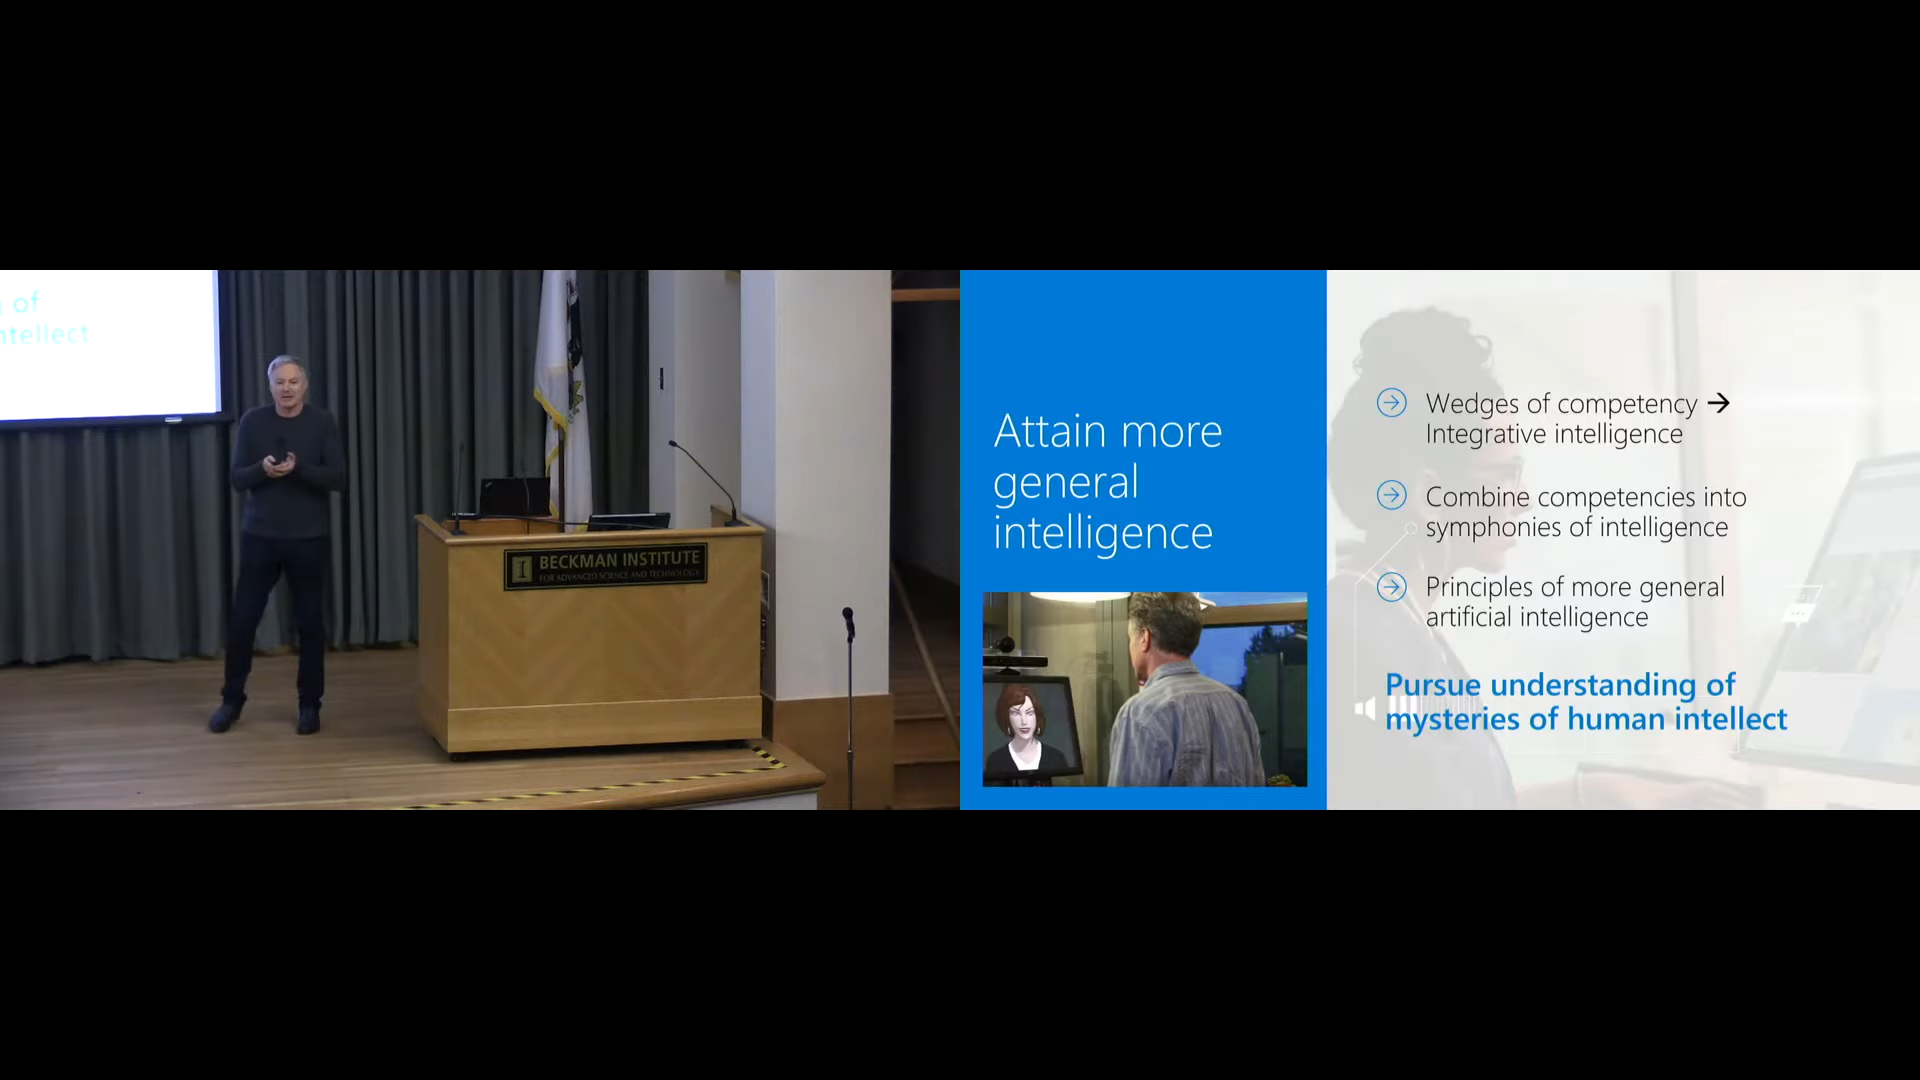 of
ntellect
BECKMAN INSTITUTE
FOR ADVANCED SCIENCE AND TECHNOLOGY
Attain more
general
intelligence
Wedges of competency →
Integrative intelligence
Combine competencies into
symphonies of intelligence
Principles of more general
artificial intelligence
Pursue understanding of
mysteries of human intellect